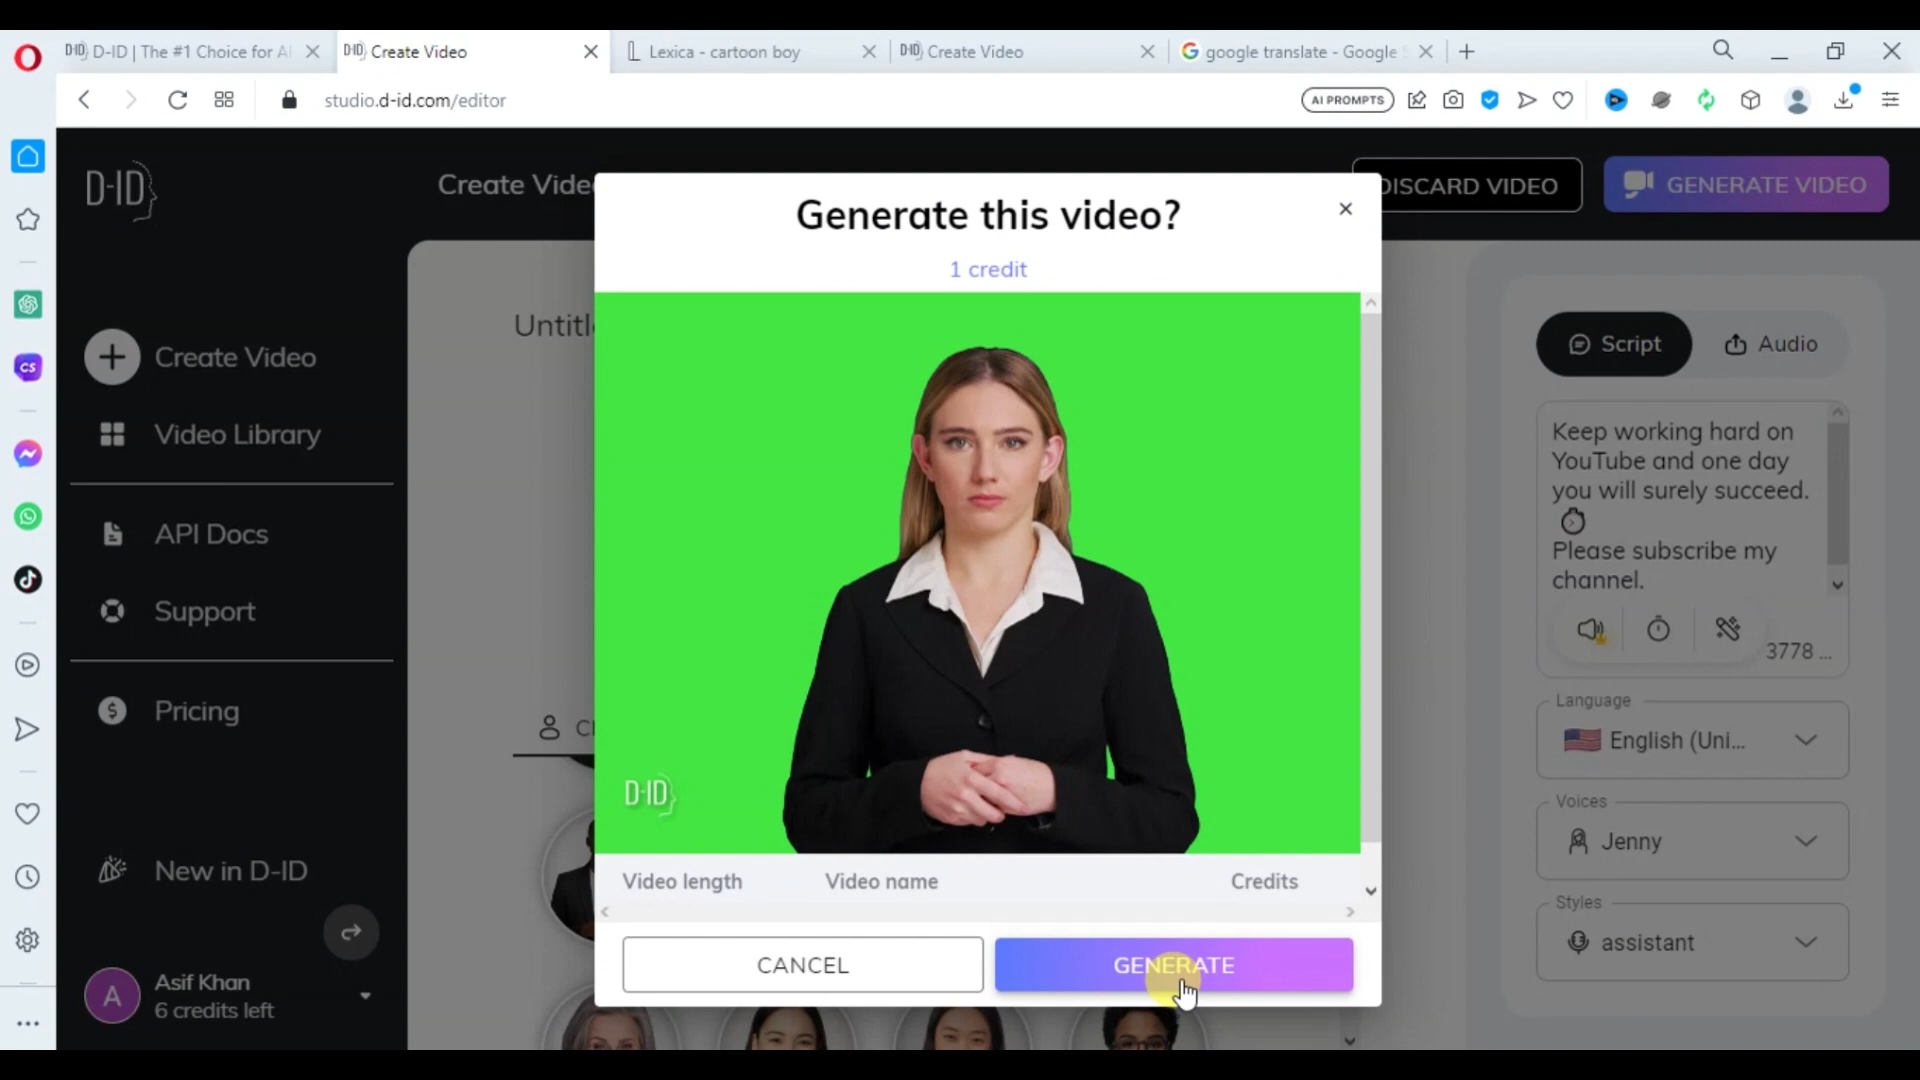 D-ID | The #1 Choice for AI
Create Video
Lexica - cartoon boy
Create Video
google translate - Google S
studio.d-id.com/editor
AI PROMPTS
D-ID
Create Vide
DISCARD VIDEO
GENERATE VIDEO
Generate this video?
1 credit
Untitle
Create Video
Video Library
API Docs
Support
Pricing
New in D-ID
A
Asif Khan
6 credits left
CS
D-ID
Video length
Video name
Credits
CANCEL
GENERATE
Script
Audio
Keep working hard on
YouTube and one day
you will surely succeed.
Please subscribe my
channel.
3778 ...
Language
English (Uni...
Voices
Jenny
Styles
assistant